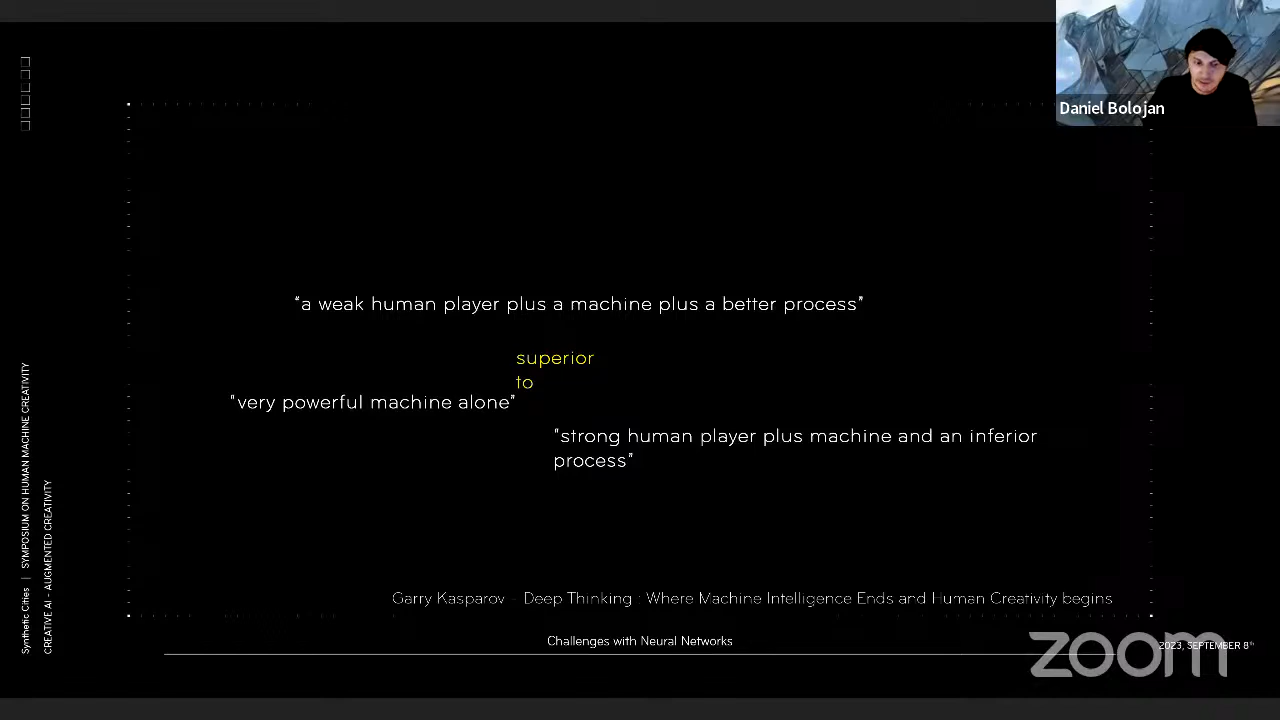 Daniel Bolojan
“a weak human player plus a machine plus a better process”
superior
to
“very powerful machine alone”
“strong human player plus machine and an inferior
process”
Garry Kasparov - Deep Thinking : Where Machine Intelligence Ends and Human Creativity begins
Challenges with Neural Networks
2023, SEPTEMBER 8th
zoom
Synthetic Cities | SYMPOSIUM ON HUMAN MACHINE CREATIVITY
CREATIVE AI - AUGMENTED CREATIVITY